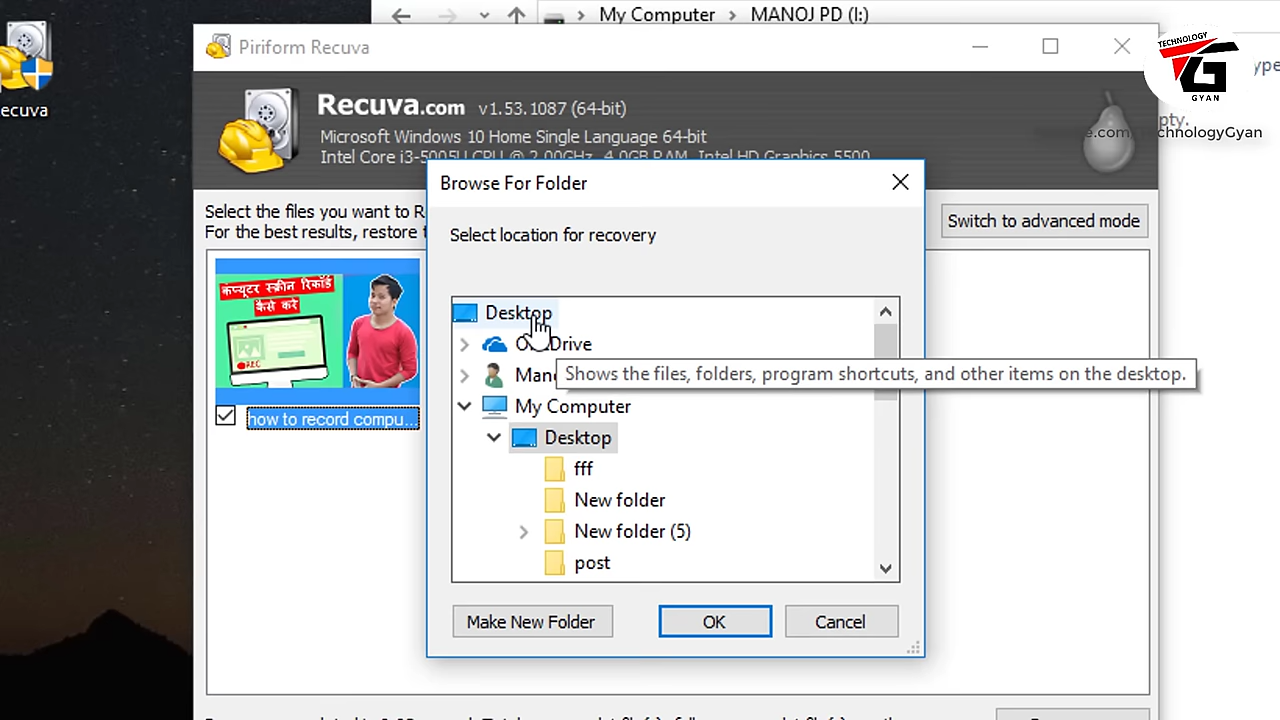 My Computer > MANOJ PD (I:)
TECHNOLOGY
GYAN
Piriform Recuva
Recuva.com v1.53.1087 (64-bit)
Microsoft Windows 10 Home Single Language 64-bit
Intel Core i3-5005U CPU @ 2.00GHz, 4.0GB RAM, Intel HD Graphics 5500
ecuva
Browse For Folder
Select the files you want to R
For the best results, restore
Switch to advanced mode
Select location for recovery
कंप्यूटर स्क्रीन रिकॉर्ड
कैसे करे
REC
how to record compu...
Desktop
Shows the files, folders, program shortcuts, and other items on the desktop.
My Computer
Desktop
fff
New folder
New folder (5)
post
Make New Folder
OK
Cancel